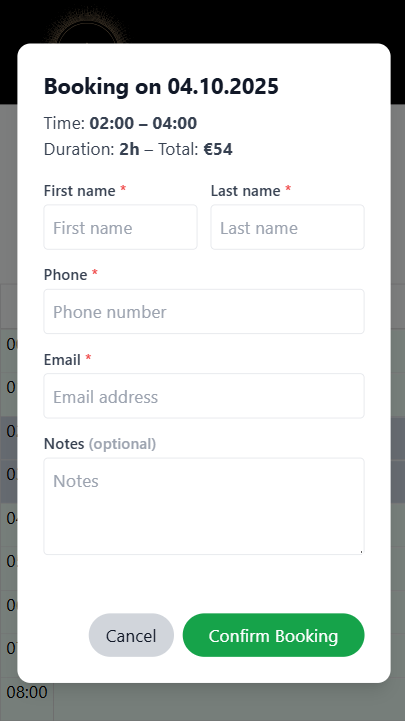 Booking on 04.10.2025
Time: 02:00 – 04:00
Duration: 2h – Total: €54
First name * Last name *
First name Last name
Phone *
Phone number
Email *
Email address
Notes (optional)
Notes
Cancel Confirm Booking
08:00